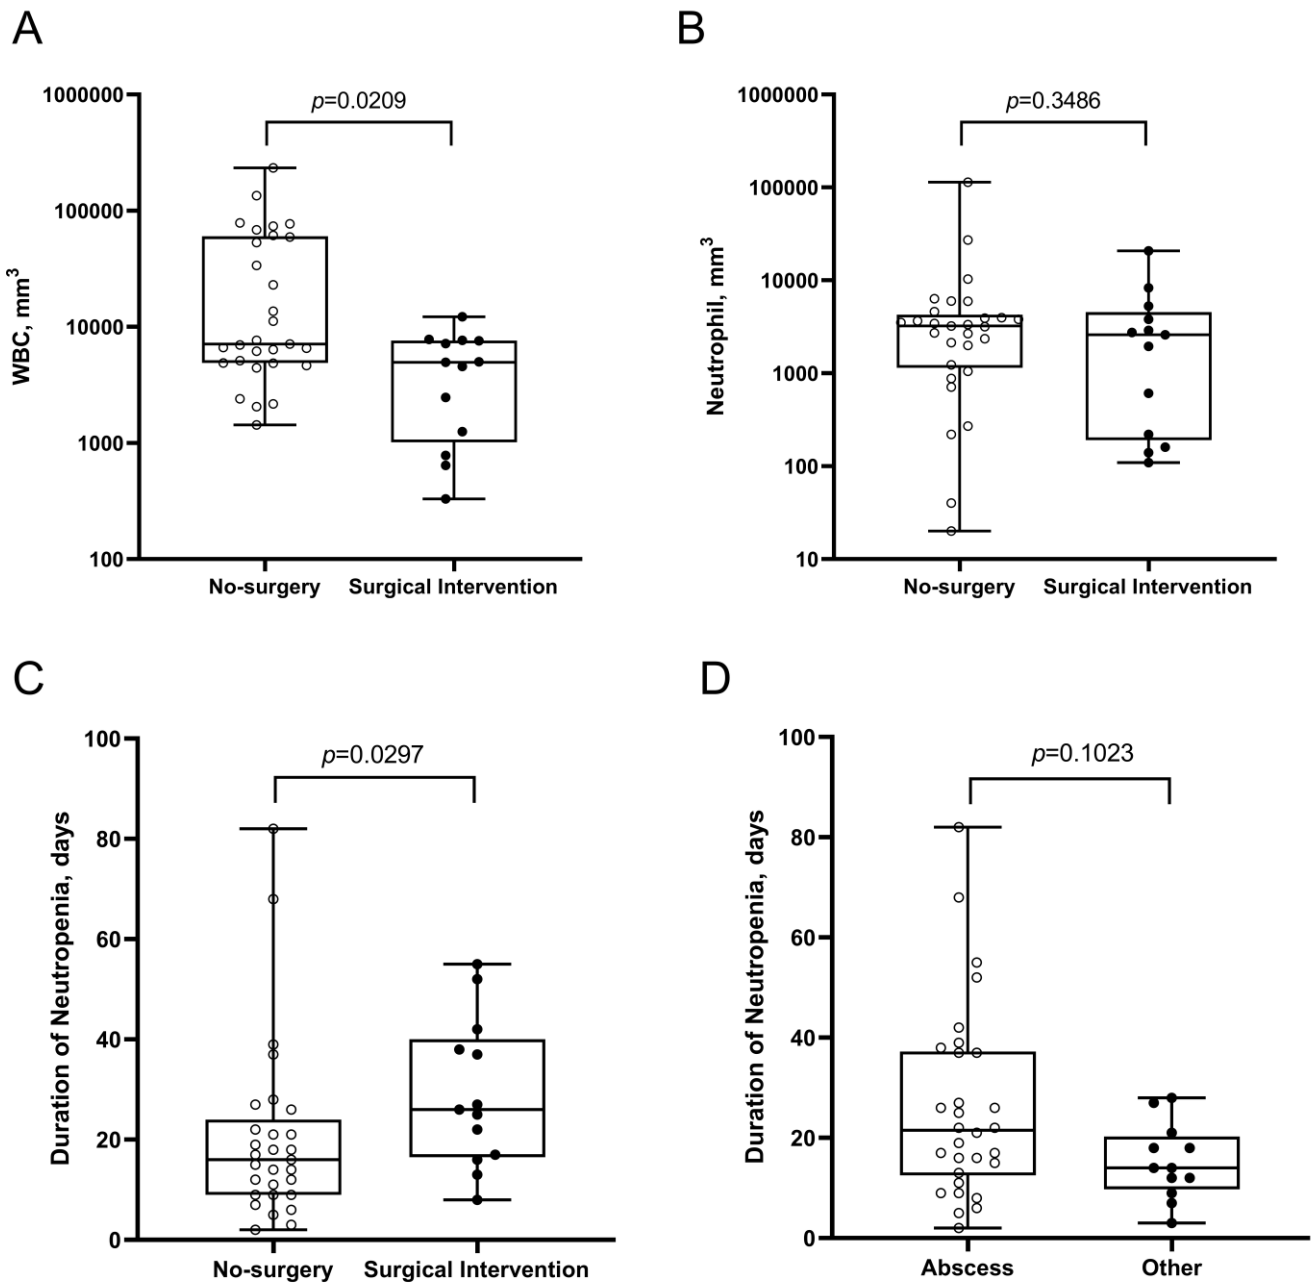 A
B
p=0.0209
p=0.3486
1000000
100000
10000
1000
100
WBC, mm3
No-surgery
Surgical Intervention
1000000
100000
10000
1000
100
10
Neutrophil, mm3
No-surgery
Surgical Intervention
C
D
p=0.0297
p=0.1023
100
80
60
40
20
0
Duration of Neutropenia, days
No-surgery
Surgical Intervention
100
80
60
40
20
0
Duration of Neutropenia, days
Abscess
Other